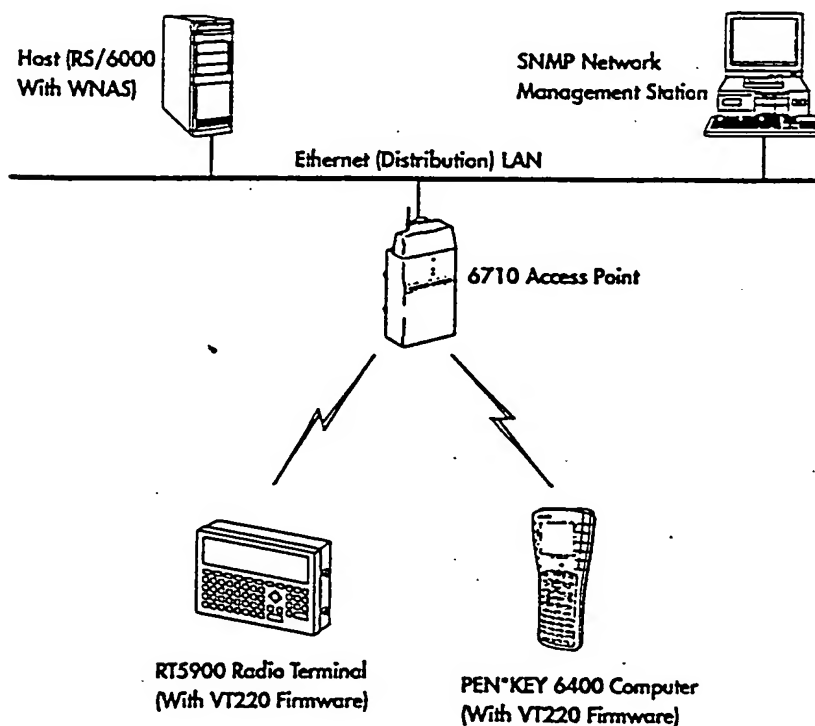 Host (RS/6000
With WNAS)
SNMP Network
Management Station
Ethernet (Distribution) LAN
6710 Access Point
RT5900 Radio Terminal
(With VT220 Firmware)
PEN*KEY 6400 Computer
(With VT220 Firmware)